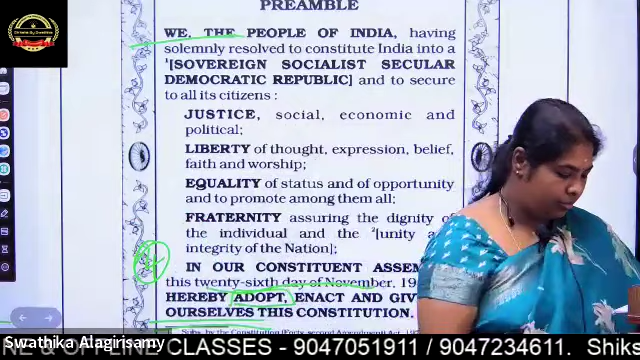 PREAMBLE
WE, THE PEOPLE OF INDIA, having
solemnly resolved to constitute India into a
¹[SOVEREIGN SOCIALIST SECULAR
DEMOCRATIC REPUBLIC] and to secure
to all its citizens :
JUSTICE, social, economic and
political;
LIBERTY of thought, expression, belief,
faith and worship;
EQUALITY of status and of opportunity
and to promote among them all;
FRATERNITY assuring the dignity of
the individual and the ²[unity a
integrity of the Nation];
IN OUR CONSTITUENT ASSEM
this twenty-sixth day of November, 19
HEREBY ADOPT, ENACT AND GIV
OURSELVES THIS CONSTITUTION.
Swathika Alagirisamy
NE & OFFLINE CLASSES - 9047051911 / 9047234611. Shiks